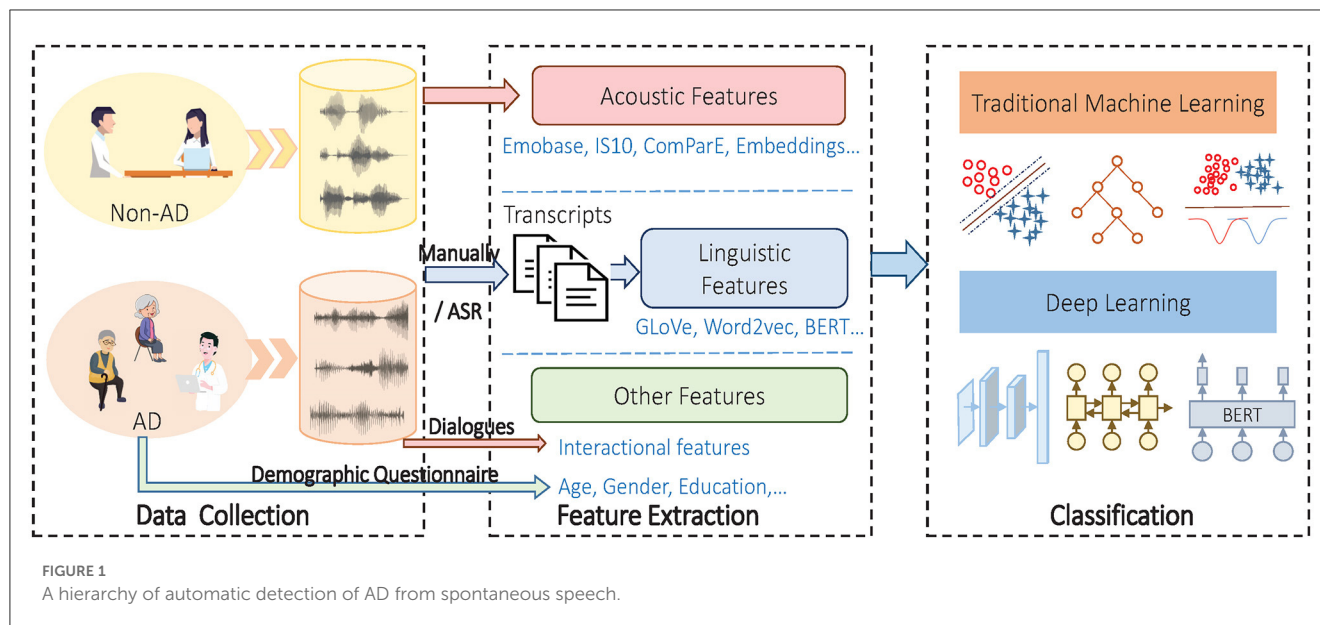 Non-AD
AD
Data Collection
Manually
/ ASR
Dialogues
Demographic Questionnaire
Acoustic Features
Emobase, IS10, ComParE, Embeddings...
Transcripts
Linguistic
Features
GLoVe, Word2vec, BERT...
Other Features
Interactional features
Age, Gender, Education,...
Feature Extraction
Traditional Machine Learning
Deep Learning
BERT
Classification
FIGURE 1
A hierarchy of automatic detection of AD from spontaneous speech.